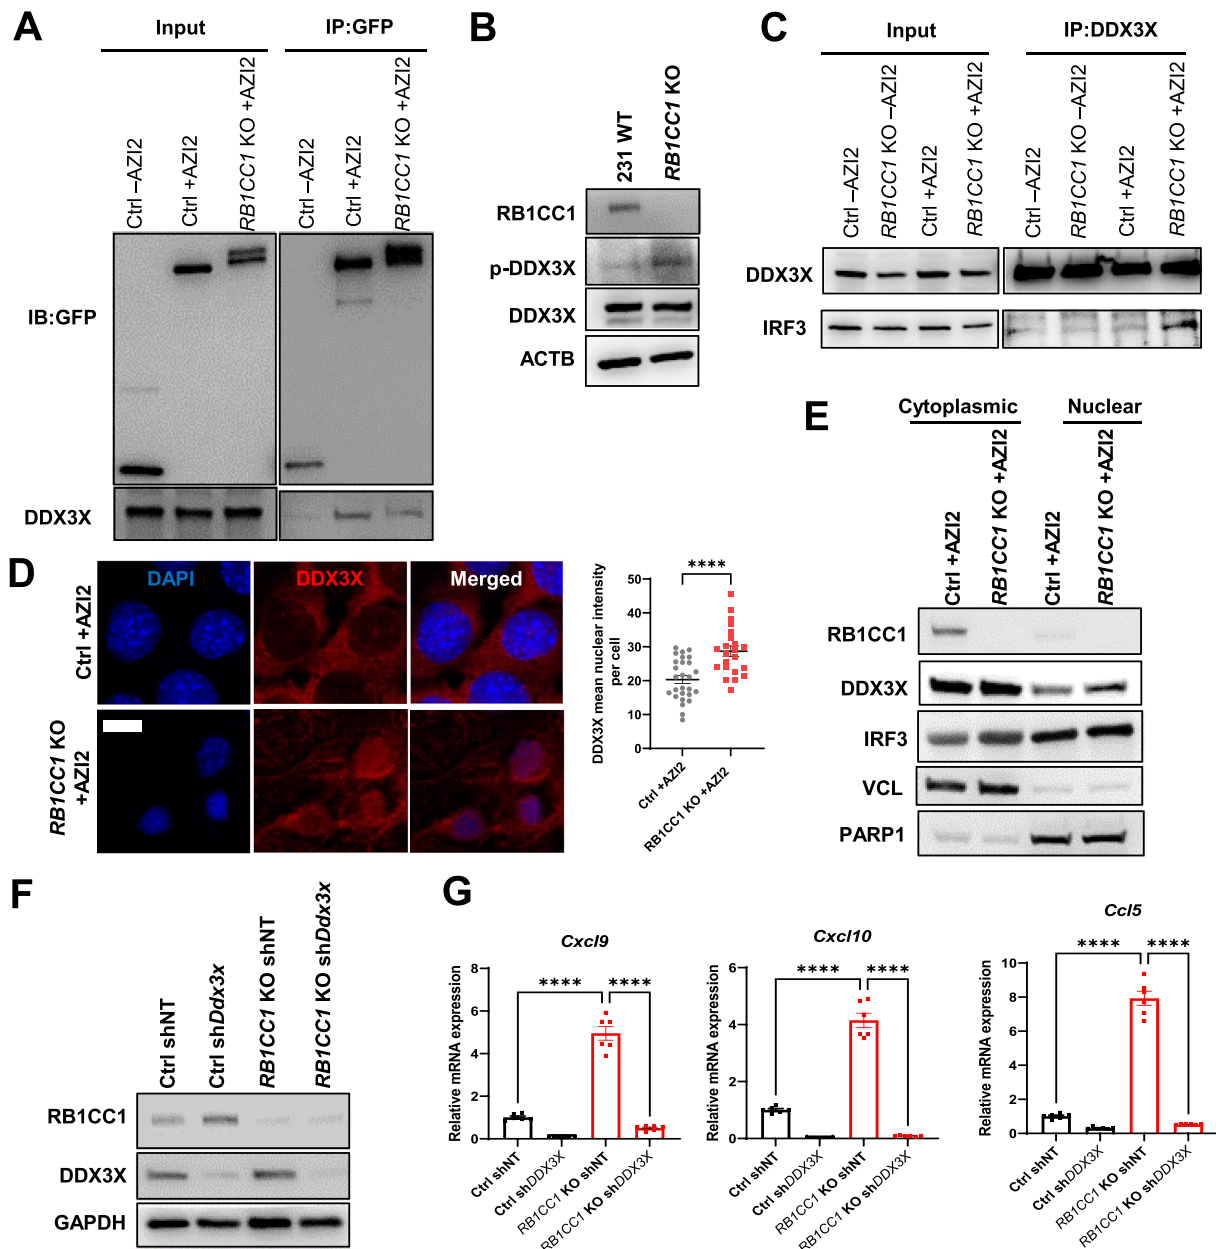 A
Input
IP:GFP
Ctrl –AZI2
Ctrl +AZI2
RB1CC1 KO +AZI2
Ctrl –AZI2
Ctrl +AZI2
RB1CC1 KO +AZI2
IB:GFP
DDX3X
B
231 WT
RB1CC1 KO
RB1CC1
p-DDX3X
DDX3X
ACTB
C
Input
IP:DDX3X
Ctrl –AZI2
RB1CC1 KO –AZI2
Ctrl +AZI2
RB1CC1 KO +AZI2
Ctrl –AZI2
RB1CC1 KO –AZI2
Ctrl +AZI2
RB1CC1 KO +AZI2
DDX3X
IRF3
D
DAPI
DDX3X
Merged
Ctrl +AZI2
RB1CC1 KO
+AZI2
DDX3X mean nuclear intensity
per cell
50
40
30
20
10
0
****
Ctrl +AZI2
RB1CC1 KO +AZI2
E
Cytoplasmic
Nuclear
Ctrl +AZI2
RB1CC1 KO +AZI2
Ctrl +AZI2
RB1CC1 KO +AZI2
RB1CC1
DDX3X
IRF3
VCL
PARP1
F
Ctrl shNT
Ctrl shDdx3x
RB1CC1 KO shNT
RB1CC1 KO shDdx3x
RB1CC1
DDX3X
GAPDH
G
Cxcl9
Relative mRNA expression
8
6
4
2
0
****
****
Ctrl shNT
Ctrl shDDX3X
RB1CC1 KO shNT
RB1CC1 KO shDDX3X
Cxcl10
Relative mRNA expression
6
4
2
0
****
****
Ctrl shNT
Ctrl shDDX3X
RB1CC1 KO shNT
RB1CC1 KO shDDX3X
Ccl5
Relative mRNA expression
10
8
6
4
2
0
****
****
Ctrl shNT
Ctrl shDDX3X
RB1CC1 KO shNT
RB1CC1 KO shDDX3X